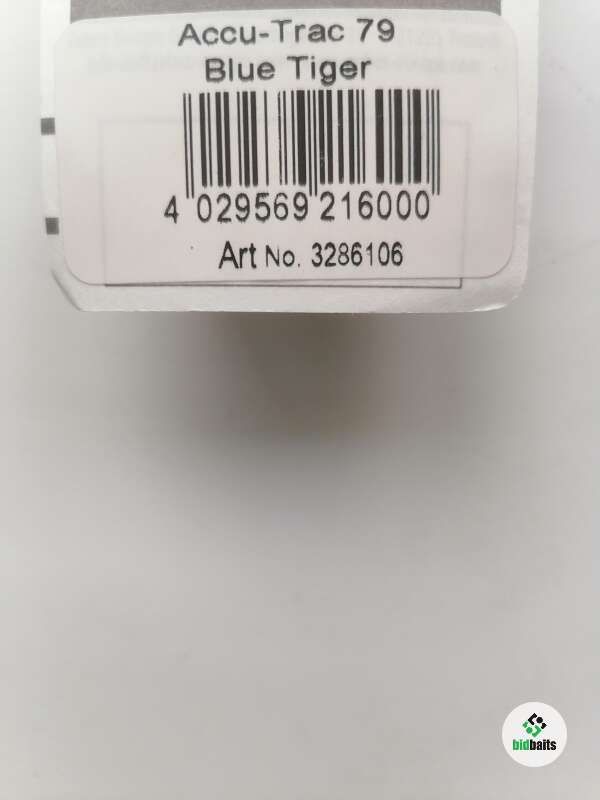 Accu-Trac 79
Blue Tiger
4 029569 216000
Art No. 3286106
bidbaits